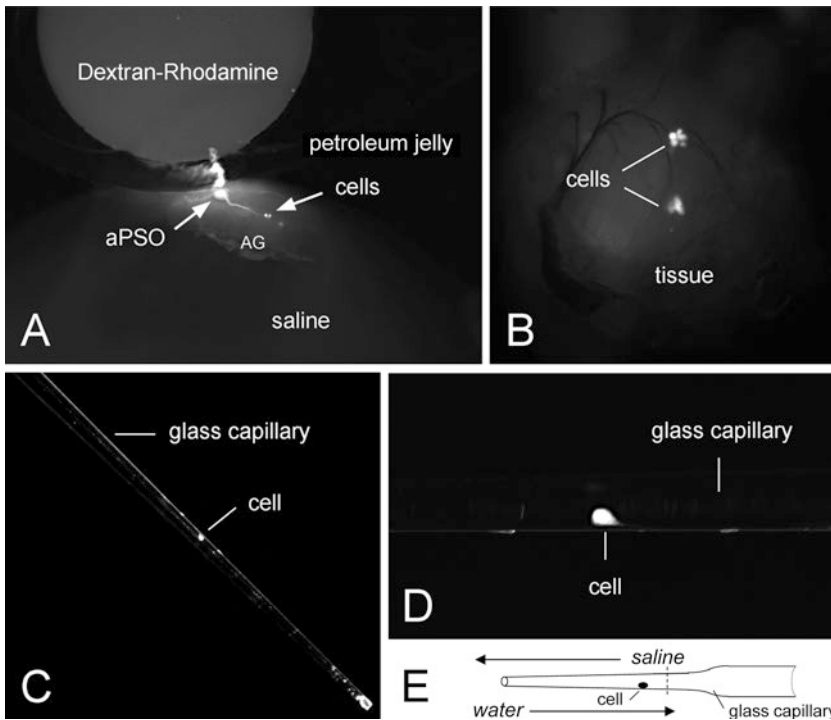 Dextran-Rhodamine
petroleum jelly
cells
aPSO
AG
saline
A
cells
tissue
B
glass capillary
cell
C
glass capillary
cell
D
E
saline
cell
water
glass capillary